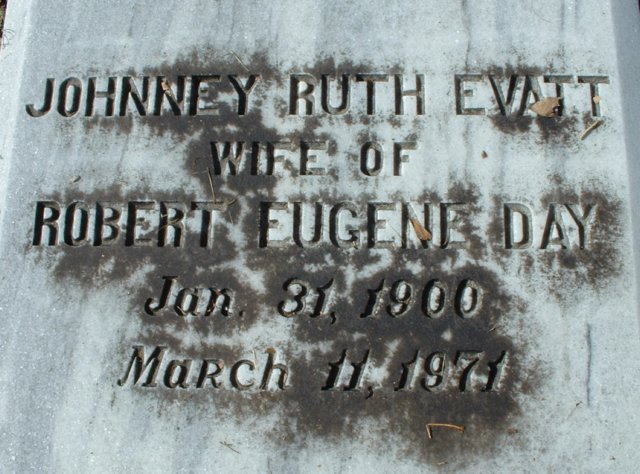 JOHNNEY RUTH EVATT
WIFE OF
ROBERT EUGENE DAY
Jan. 31, 1900
March 11, 1971